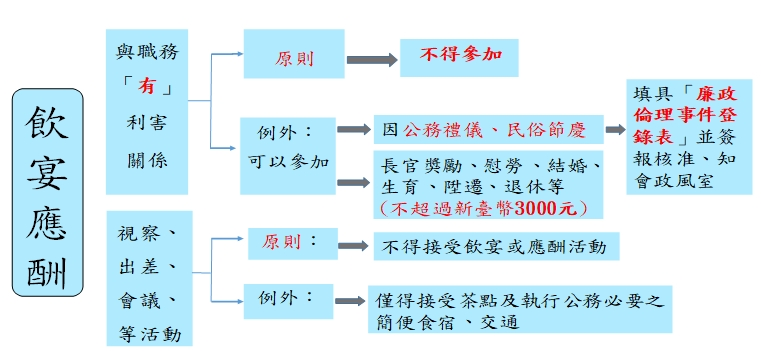 飲宴應酬
與職務
「有」
利害
關係
原則
不得參加
例外：
可以參加
因公務禮儀、民俗節慶
填具「廉政
倫理事件登
錄表」並簽
報核准、知
會政風室
長官獎勵、慰勞、結婚、
生育、陞遷、退休等
(不超過新臺幣3000元)
視察、
出差、
會議、
等活動
原則：
不得接受飲宴或應酬活動
例外：
僅得接受茶點及執行公務必要之
簡便食宿、交通